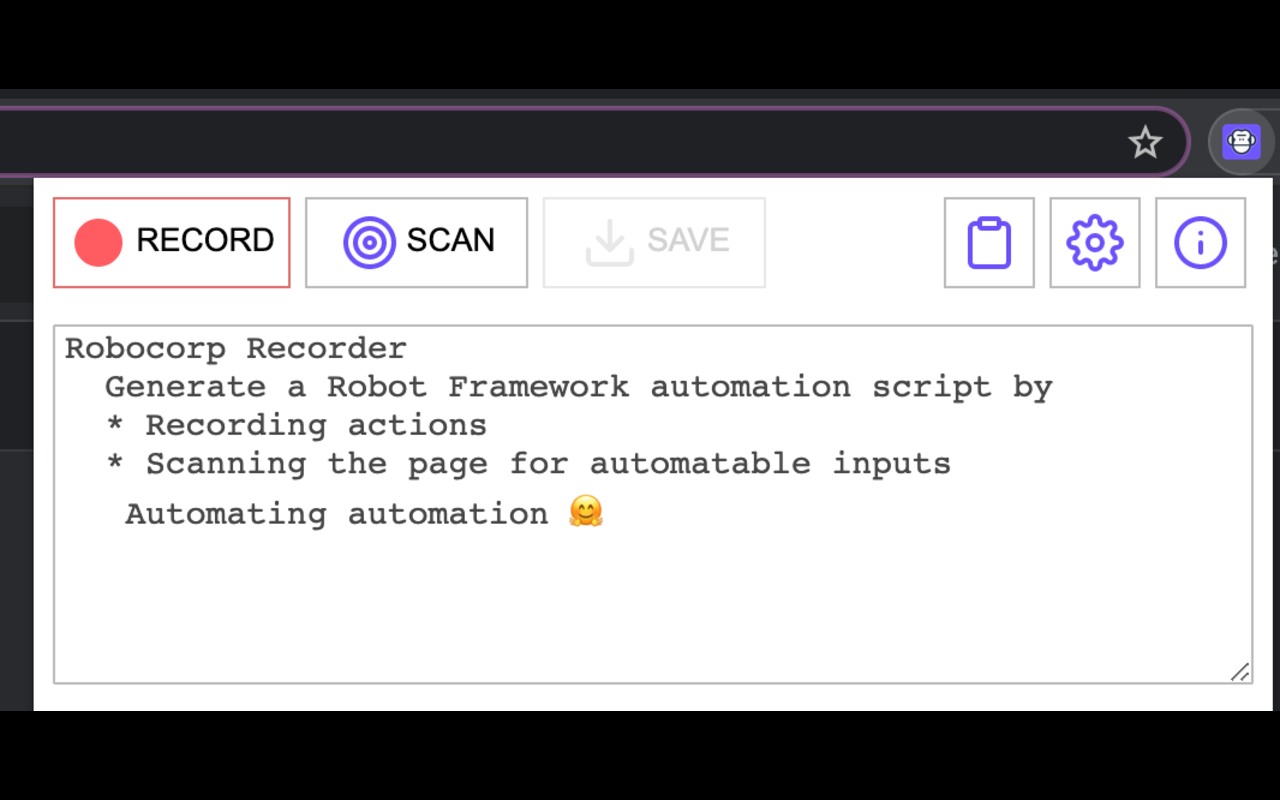 RECORD SCAN SAVE
Robocorp Recorder
Generate a Robot Framework automation script by
* Recording actions
* Scanning the page for automatable inputs
Automating automation 🤗